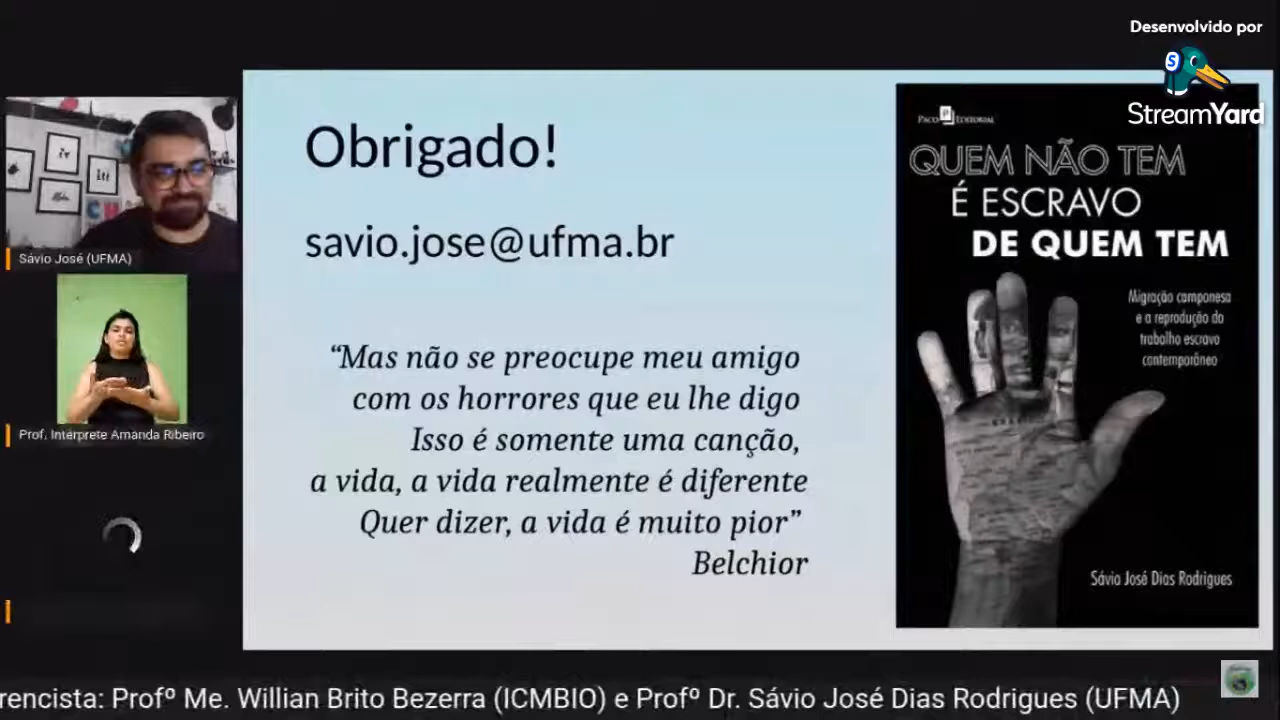 Desenvolvido por
StreamYard
Obrigado!
savio.jose@ufma.br
“Mas não se preocupe meu amigo
com os horrores que eu lhe digo
Isso é somente uma canção,
a vida, a vida realmente é diferente
Quer dizer, a vida é muito pior”
Belchior
PACO EDITORIAL
QUEM NÃO TEM
É ESCRAVO
DE QUEM TEM
Migração camponesa
e a reprodução do
trabalho escravo
contemporâneo
Sávio José Dias Rodrigues
Sávio José (UFMA)
Prof. Interprete Amanda Ribeiro
rencista: Profº Me. Willian Brito Bezerra (ICMBIO) e Profº Dr. Sávio José Dias Rodrigues (UFMA)